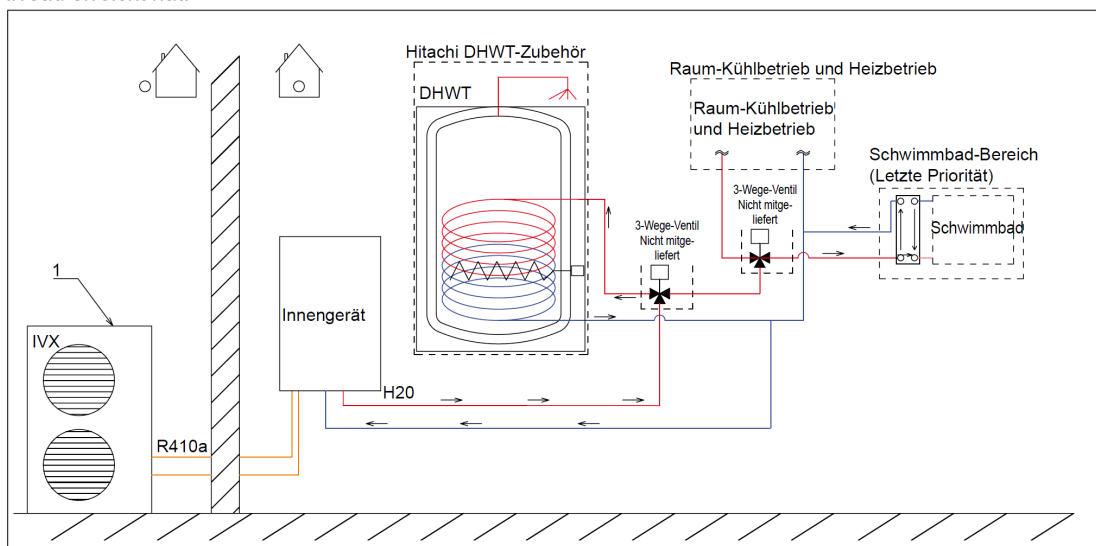 Hitachi DHWT-Zubehör
DHWT
Raum-Kühlbetrieb und Heizbetrieb
Raum-Kühlbetrieb
und Heizbetrieb
Schwimmbad-Bereich
(Letzte Priorität)
Schwimmbad
3-Wege-Ventil
Nicht mitge-
liefert
3-Wege-Ventil
Nicht mitge-
liefert
1
IVX
Innengerät
H20
R410a